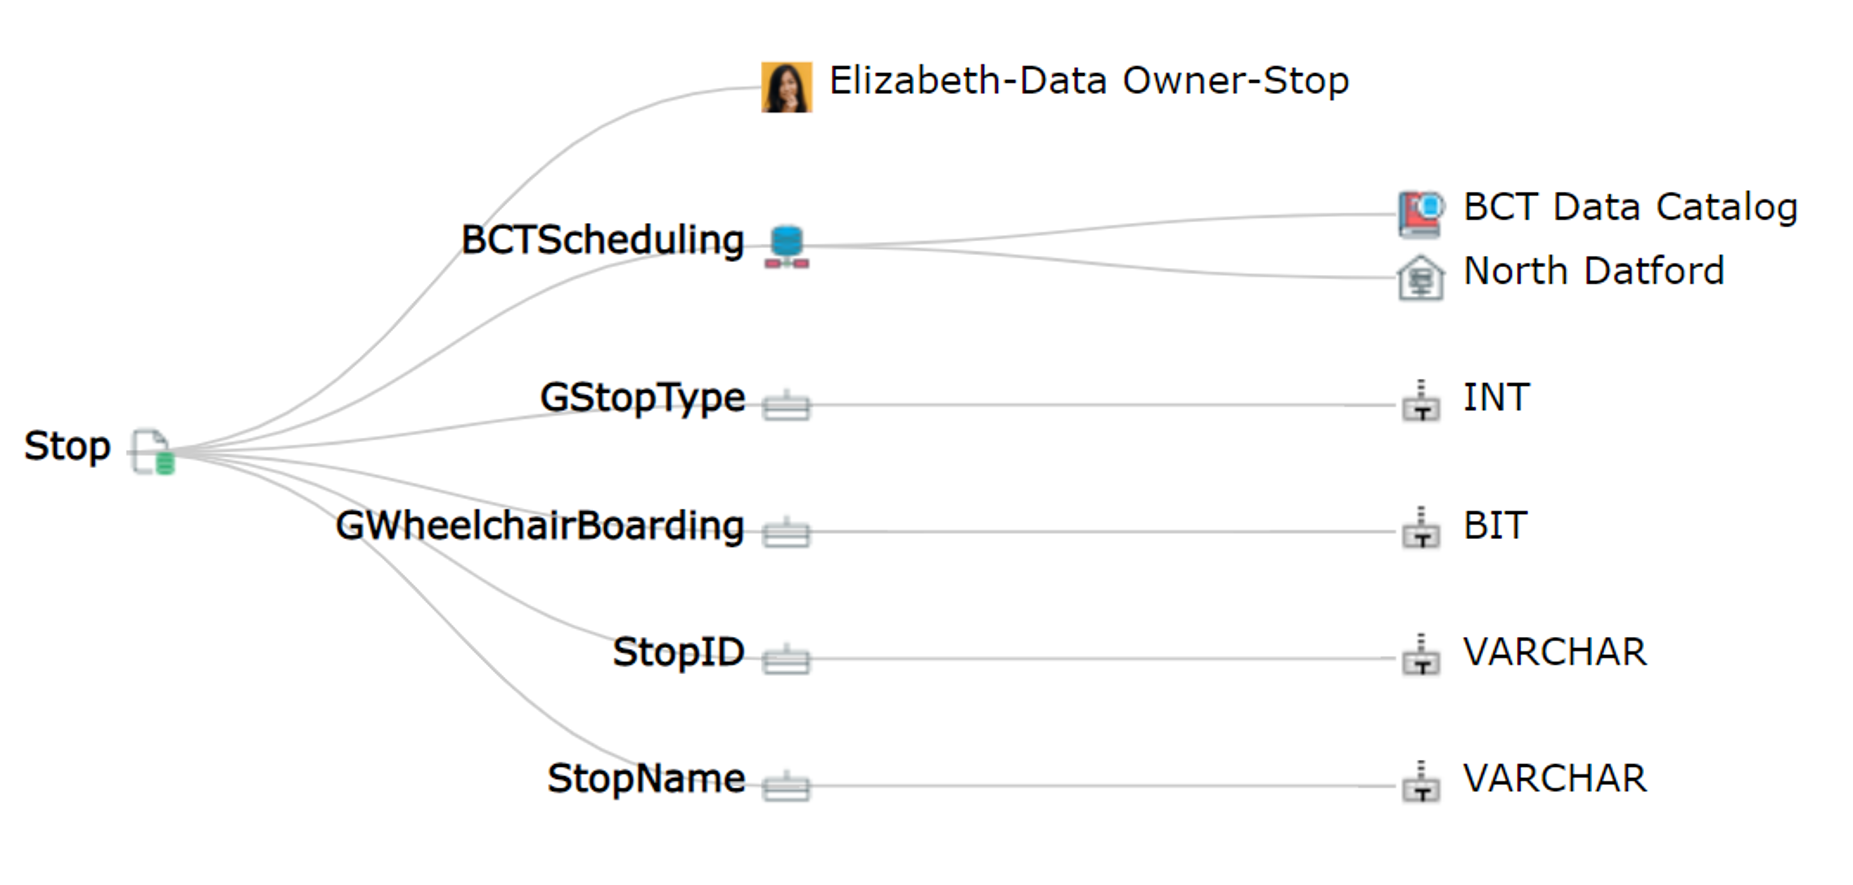 Elizabeth-Data Owner-Stop
BCTScheduling
BCT Data Catalog
North Datford
GStopType
INT
Stop
GWheelchairBoarding
BIT
StopID
VARCHAR
StopName
VARCHAR